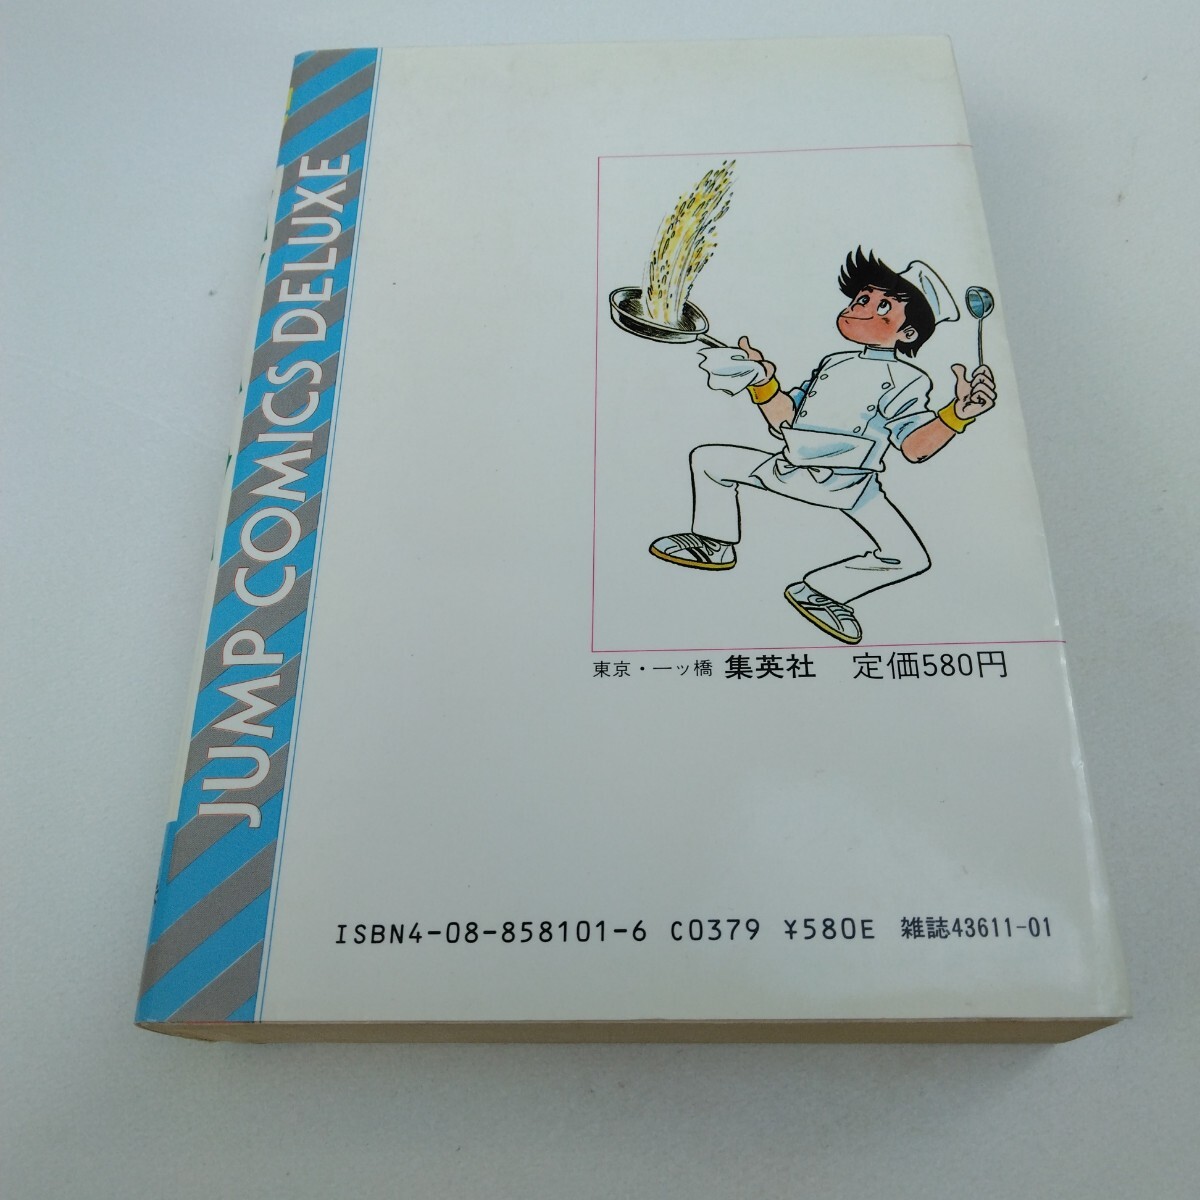 JUMP COMICS DELUXE
東京・一ッ橋 集英社 定価580円
ISBN4-08-858101-6 C0379 ¥580E 雑誌43611-01